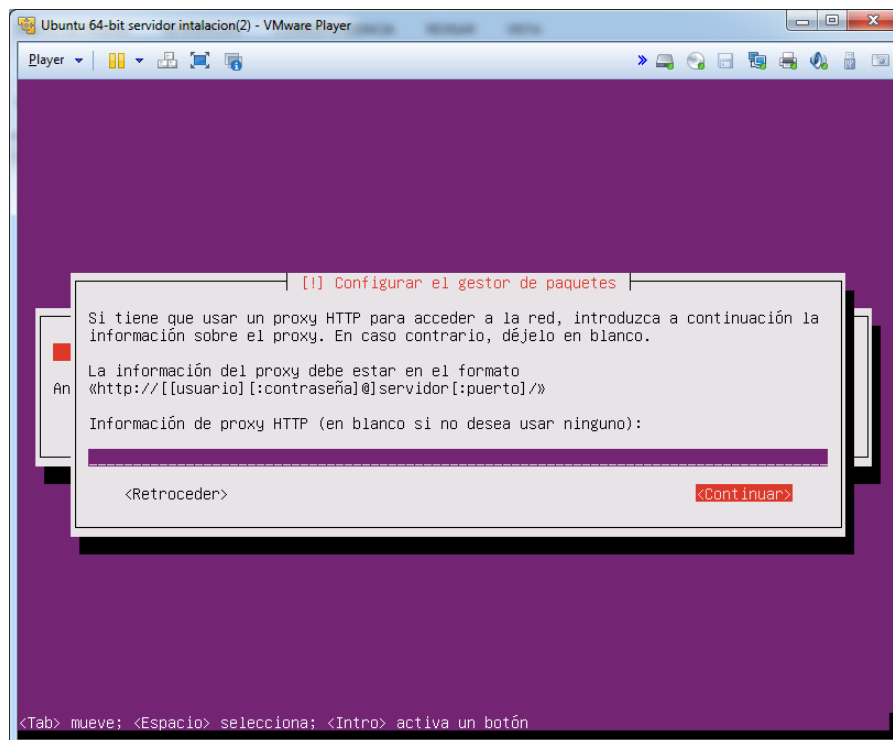 Ubuntu 64-bit servidor intalacion(2) - VMware Player
Player
[!] Configurar el gestor de paquetes
Si tiene que usar un proxy HTTP para acceder a la red, introduzca a continuación la
información sobre el proxy. En caso contrario, déjelo en blanco.
La información del proxy debe estar en el formato
«http://[[usuario][:contraseña]@]servidor[:puerto]/»
An
Información de proxy HTTP (en blanco si no desea usar ninguno):
<Retroceder> <Continuar>
<Tab> mueve; <Espacio> selecciona; <Intro> activa un botón